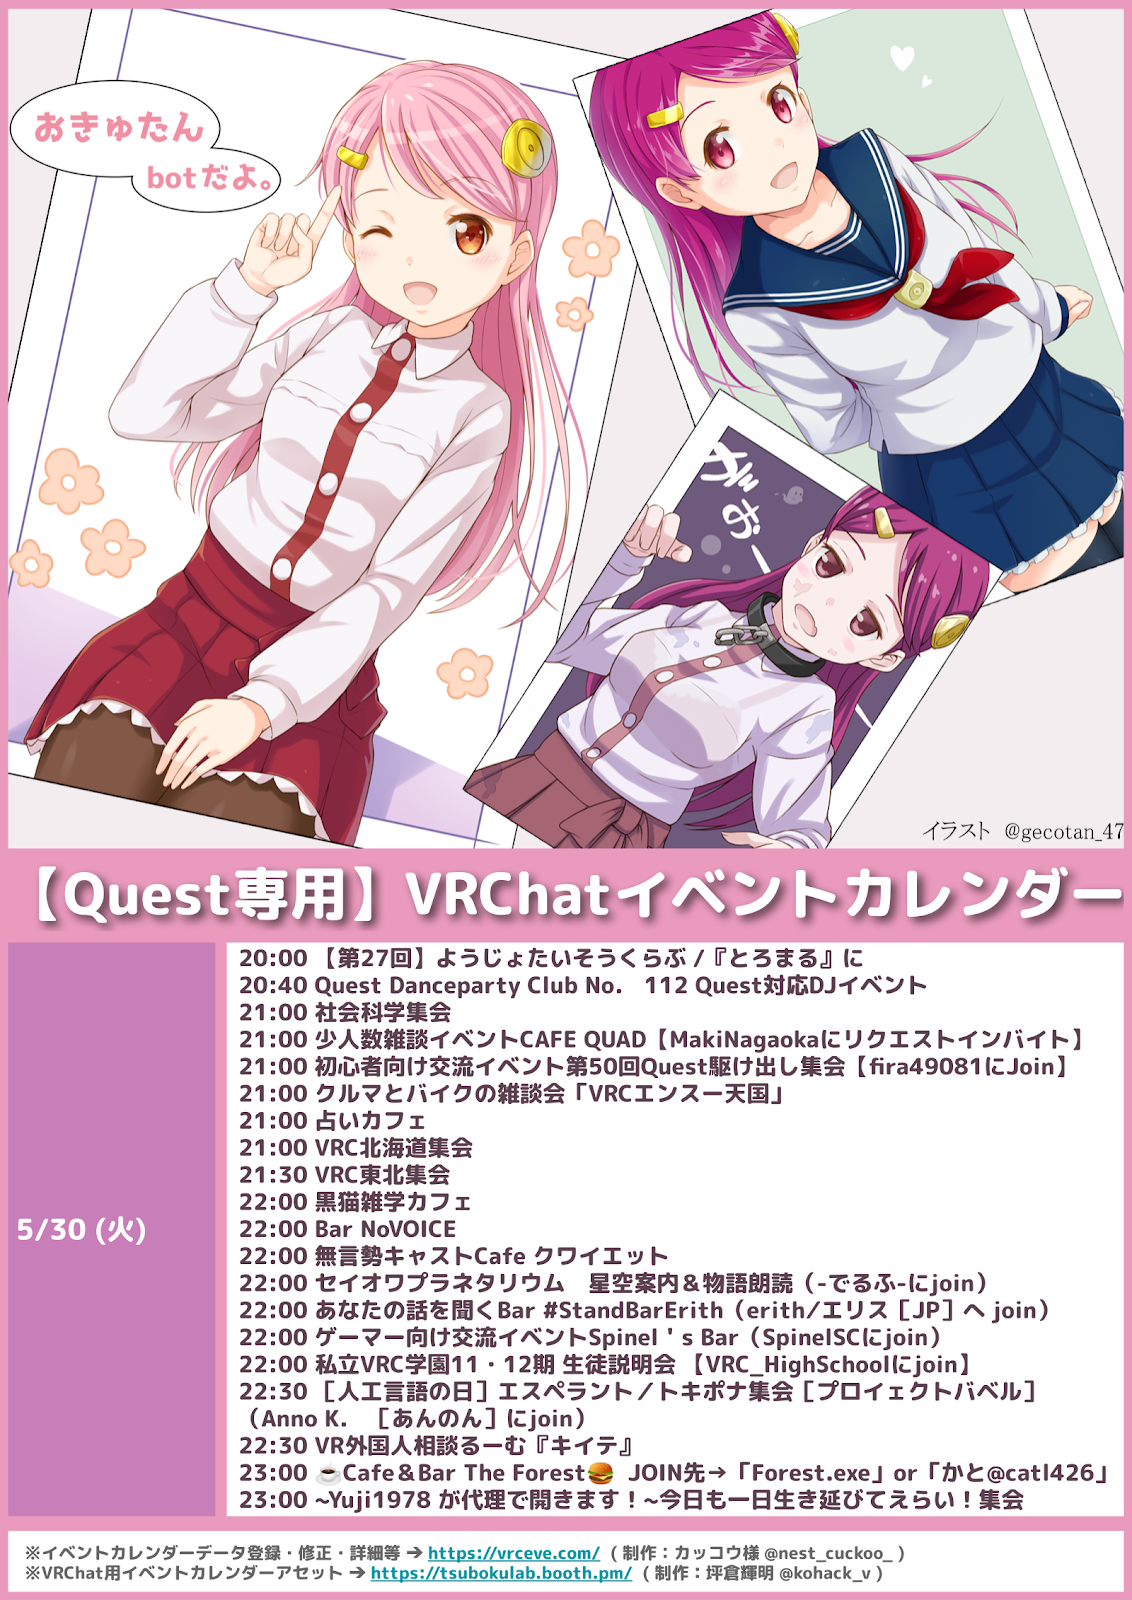 おきゅたん
botだよ。
がおー
イラスト @gecotan_47
【Quest専用】VRChatイベントカレンダー
5/30 (火)
20:00 【第27回】ようじょたいそうくらぶ /『とろまる』に
20:40 Quest Danceparty Club No. 112 Quest対応DJイベント
21:00 社会科学集会
21:00 少人数雑談イベントCAFE QUAD【MakiNagaokaにリクエストインバイト】
21:00 初心者向け交流イベント第50回Quest駆け出し集会【fira49081にJoin】
21:00 クルマとバイクの雑談会「VRCエンスー天国」
21:00 占いカフェ
21:00 VRC北海道集会
21:30 VRC東北集会
22:00 黒猫雑学カフェ
22:00 Bar NoVOICE
22:00 無言勢キャストCafe クワイエット
22:00 セイオワプラネタリウム　星空案内＆物語朗読（-でるふ-にjoin）
22:00 あなたの話を聞くBar #StandBarErith（erith/エリス［JP］へ join）
22:00 ゲーマー向け交流イベントSpinel ' s Bar（SpinelSCにjoin）
22:00 私立VRC学園11・12期 生徒説明会 【VRC_HighSchoolにjoin】
22:30 ［人工言語の日］エスペラント／トキポナ集会［プロイェクトバベル］
（Anno K. ［あんのん］にjoin）
22:30 VR外国人相談るーむ『キイテ』
23:00 ☕Cafe＆Bar The Forest🍔 JOIN先→「Forest.exe」or「かと@catl426」
23:00 ~Yuji1978 が代理で開きます！~今日も一日生き延びてえらい！集会
※イベントカレンダーデータ登録・修正・詳細等 → https://vrceve.com/ ( 制作：カッコウ様 @nest_cuckoo_ )
※VRChat用イベントカレンダーアセット → https://tsubokulab.booth.pm/ ( 制作：坪倉輝明 @kohack_v )